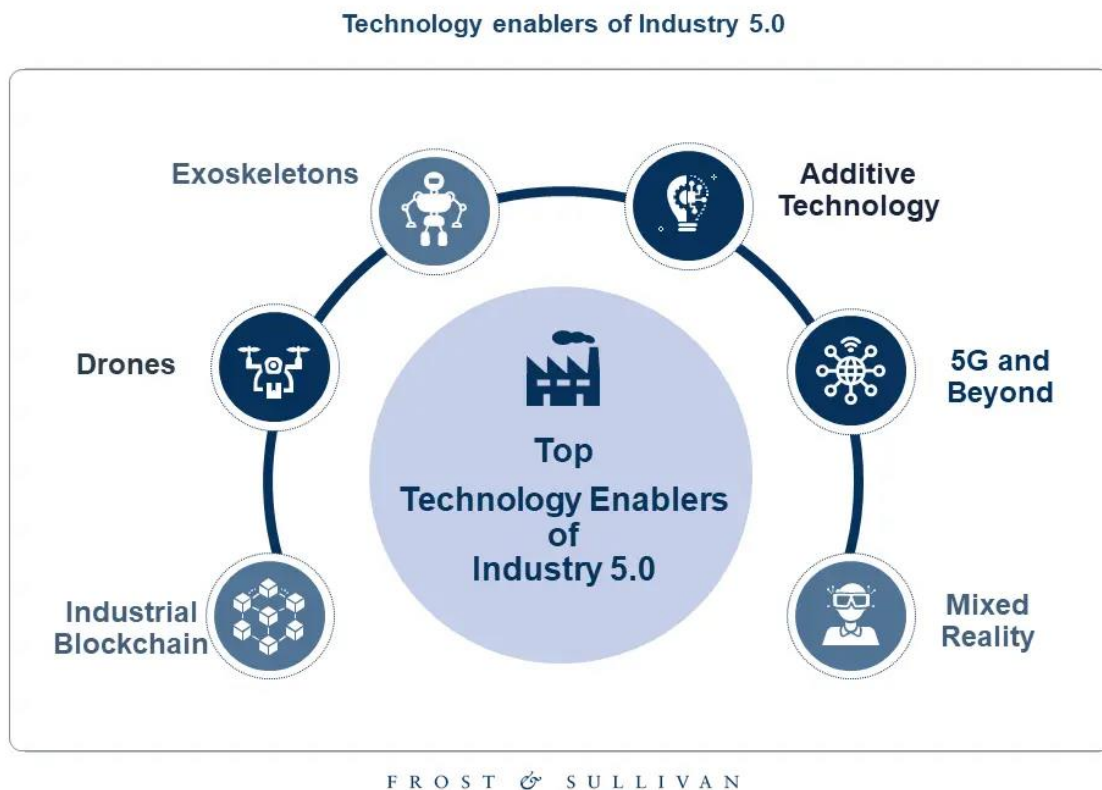 Technology enablers of Industry 5.0
Exoskeletons
Additive
Technology
Drones
5G and
Beyond
Top
Technology Enablers
of
Industry 5.0
Industrial
Blockchain
Mixed
Reality
FROST & SULLIVAN